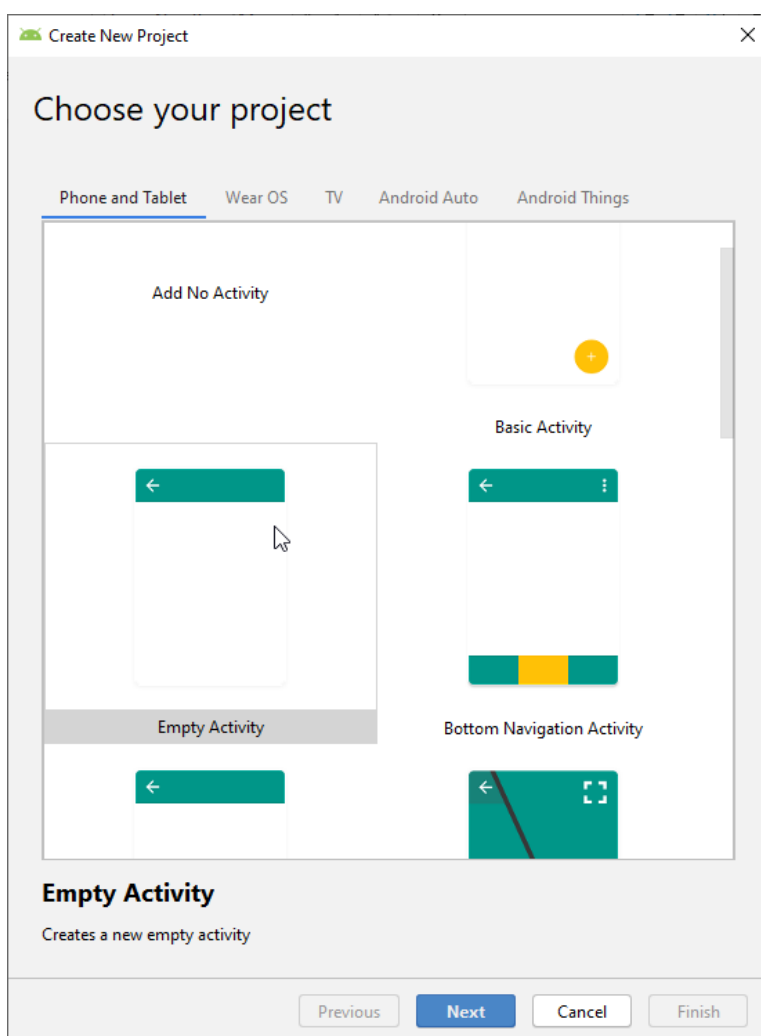 Create New Project
Choose your project
Phone and Tablet Wear OS TV Android Auto Android Things
Add No Activity
Basic Activity
Empty Activity
Bottom Navigation Activity
Empty Activity
Creates a new empty activity
Previous Next Cancel Finish